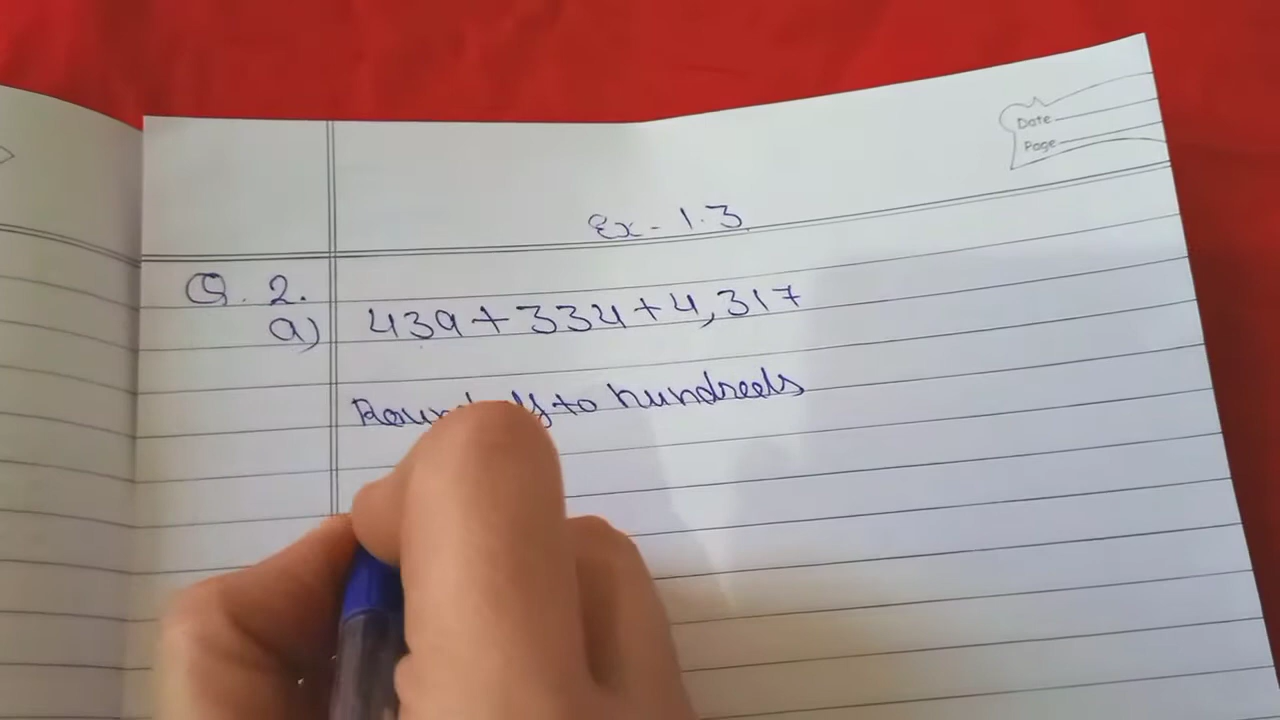 Date
Page
Ex - 1.3
Q. 2.
a) 439 + 334 + 4,317
to hundreds